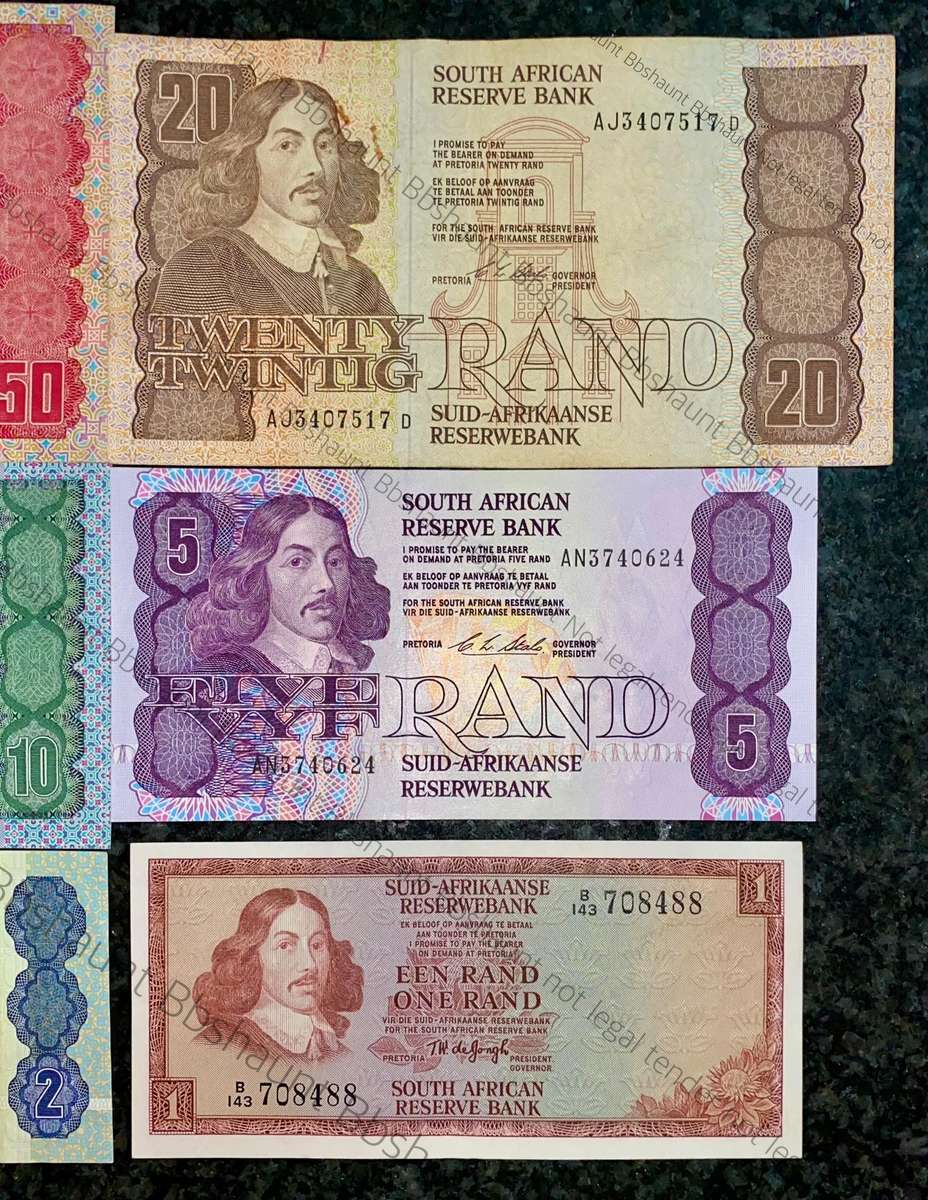 20
SOUTH AFRICAN
RESERVE BANK
AJ3407517 D
I PROMISE TO PAY
THE BEARER ON DEMAND
AT PRETORIA TWENTY RAND
EK BELOOF OP AANVRAAG
TE BETAAL AAN TOONDER
TE PRETORIA TWINTIG RAND
FOR THE SOUTH AFRICAN RESERVE BANK
VIR DIE SUID-AFRIKAANSE RESERWEBANK
PRETORIA
GOVERNOR
PRESIDENT
TWENTY
TWINTIG
RAND
50
20
AJ3407517 D
SUID-AFRIKAANSE
RESERWEBANK
5
SOUTH AFRICAN
RESERVE BANK
I PROMISE TO PAY THE BEARER
ON DEMAND AT PRETORIA FIVE RAND
AN3740624
EK BELOOF OP AANVRAAG TE BETAAL
AAN TOONDER TE PRETORIA VYF RAND
FOR THE SOUTH AFRICAN RESERVE BANK
VIR DIE SUID-AFRIKAANSE RESERWEBANK
PRETORIA
GOVERNOR
PRESIDENT
FIVE
VYF
RAND
10
5
AN3740624
SUID-AFRIKAANSE
RESERWEBANK
1
SUID-AFRIKAANSE
RESERWEBANK
B/143 708488
EK BELOOF OP AANVRAAG TE BETAAL
AAN TOONDER TE PRETORIA
I PROMISE TO PAY THE BEARER
ON DEMAND AT PRETORIA
EEN RAND
ONE RAND
VIR DIE SUID-AFRIKAANSE RESERWEBANK
FOR THE SOUTH AFRICAN RESERVE BANK
PRETORIA T.W. de Jongh PRESIDENT.
GOVERNOR.
2
1
B/143 708488
SOUTH AFRICAN
RESERVE BANK
Bbshaunt Bbshaunt Bbshaunt Not legal tender